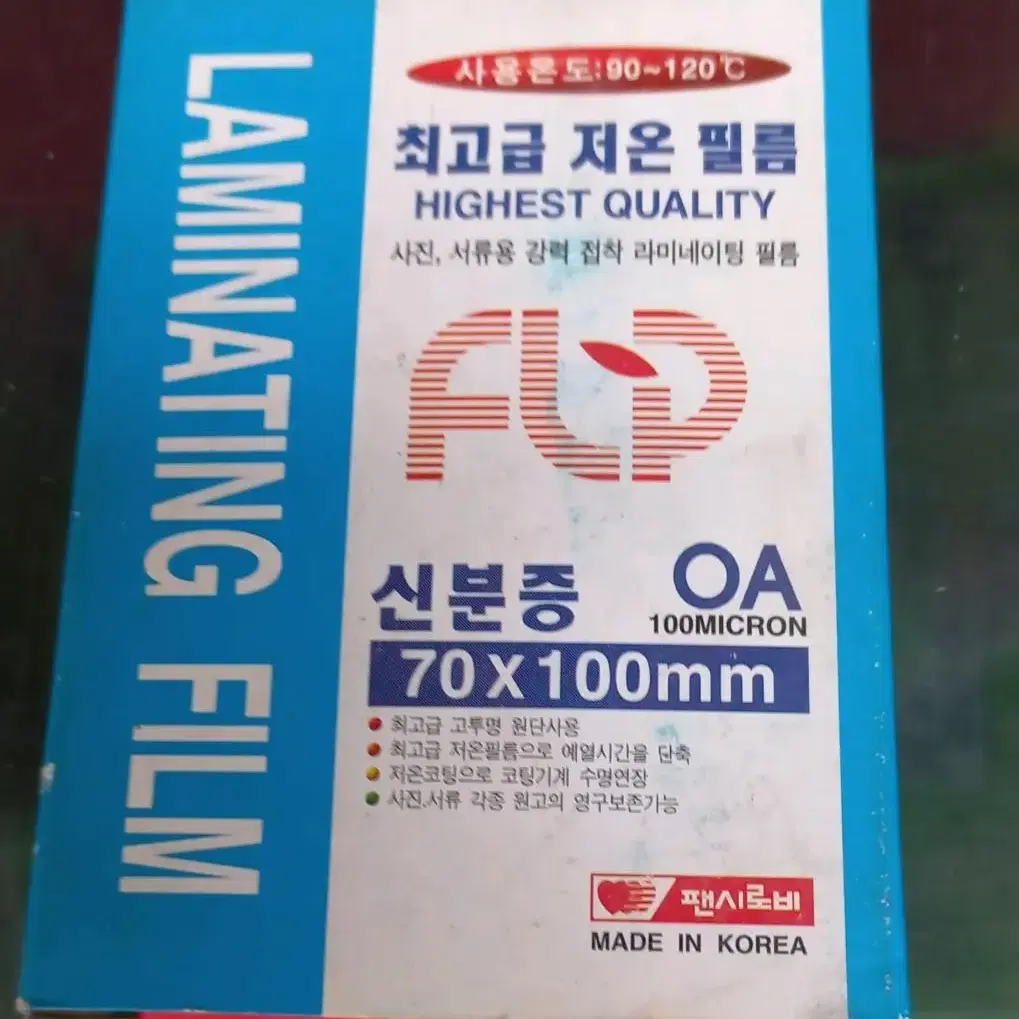 LAMINATING FILM
사용온도:90~120℃
최고급 저온 필름
HIGHEST QUALITY
사진, 서류용 강력 접착 라미네이팅 필름
FLP
신분증
OA
100MICRON
70X100mm
최고급 고투명 원단사용
최고급 저온필름으로 예열시간을 단축
저온코팅으로 코팅기계 수명연장
사진.서류 각종 원고의 영구보존가능
팬시로비
MADE IN KOREA